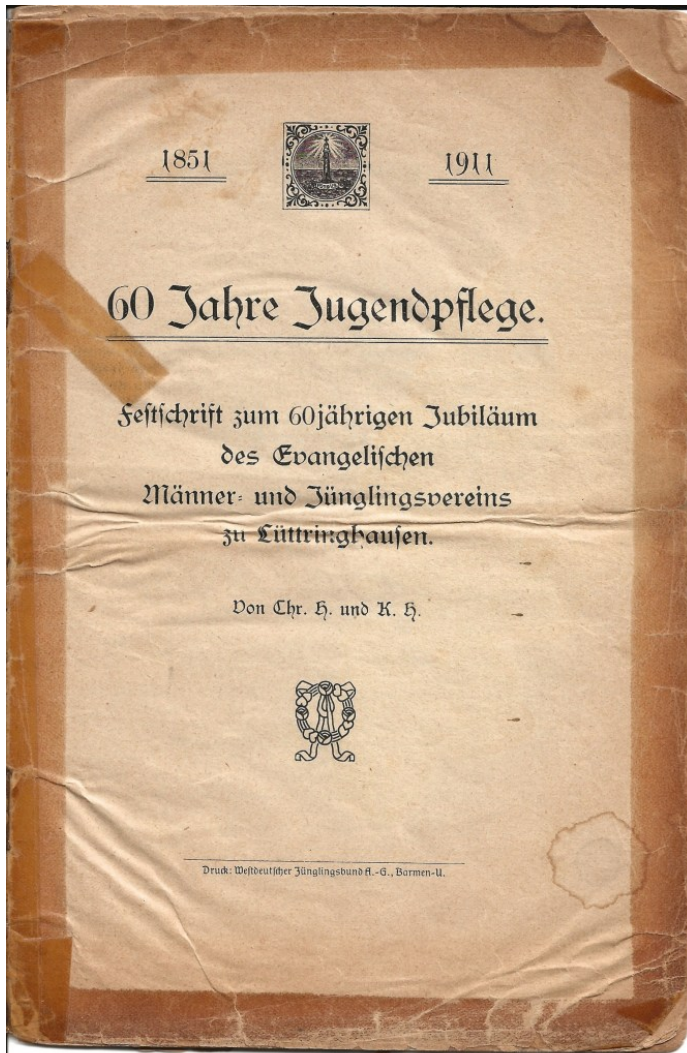 1851
1911
60 Jahre Jugendpflege.
Festschrift zum 60jährigen Jubiläum
des Evangelischen
Männer- und Jünglingsvereins
zu Lüttringhausen.
Von Chr. H. und K. H.
Druck: Westdeutscher Jünglingsbund A.-G., Barmen-U.